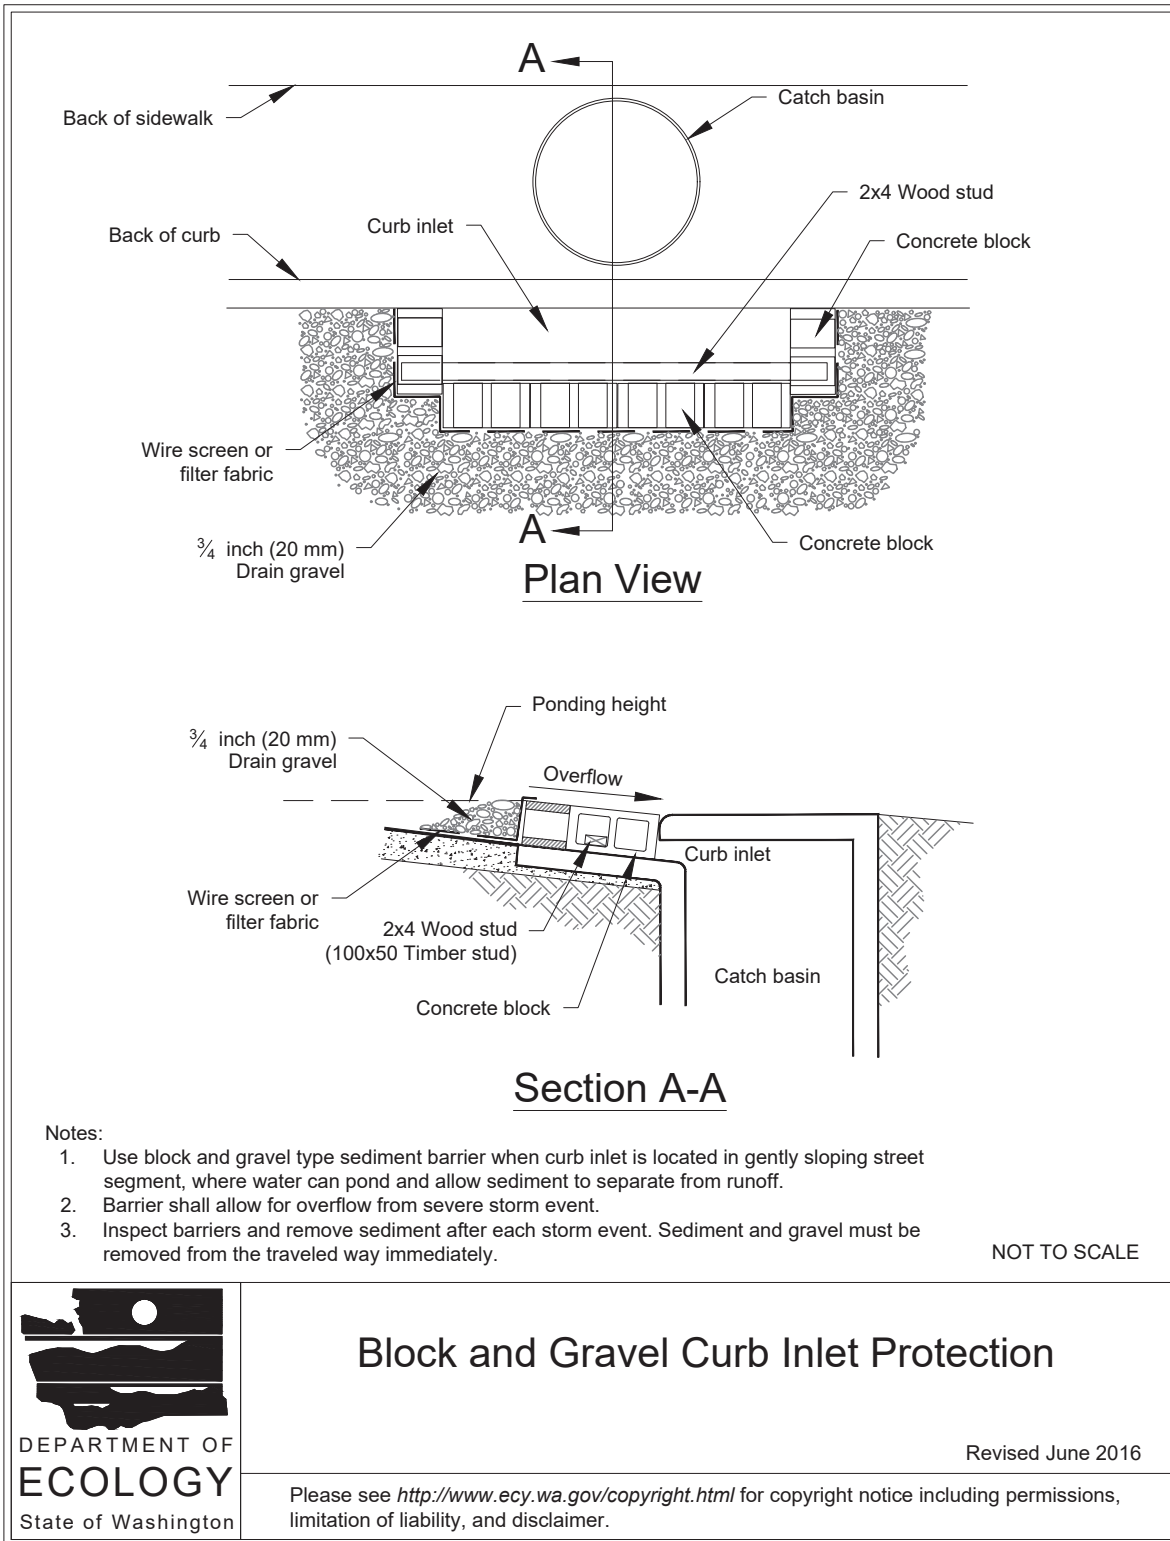 A
Back of sidewalk
Catch basin
2x4 Wood stud
Curb inlet
Back of curb
Concrete block
Wire screen or
filter fabric
A
¾ inch (20 mm)
Drain gravel
Concrete block
Plan View
Ponding height
¾ inch (20 mm)
Drain gravel
Overflow
Curb inlet
Wire screen or
filter fabric
2x4 Wood stud
(100x50 Timber stud)
Catch basin
Concrete block
Section A-A
Notes:
1. Use block and gravel type sediment barrier when curb inlet is located in gently sloping street
segment, where water can pond and allow sediment to separate from runoff.
2. Barrier shall allow for overflow from severe storm event.
3. Inspect barriers and remove sediment after each storm event. Sediment and gravel must be
removed from the traveled way immediately.
NOT TO SCALE
Block and Gravel Curb Inlet Protection
DEPARTMENT OF
ECOLOGY
State of Washington
Revised June 2016
Please see http://www.ecy.wa.gov/copyright.html for copyright notice including permissions,
limitation of liability, and disclaimer.